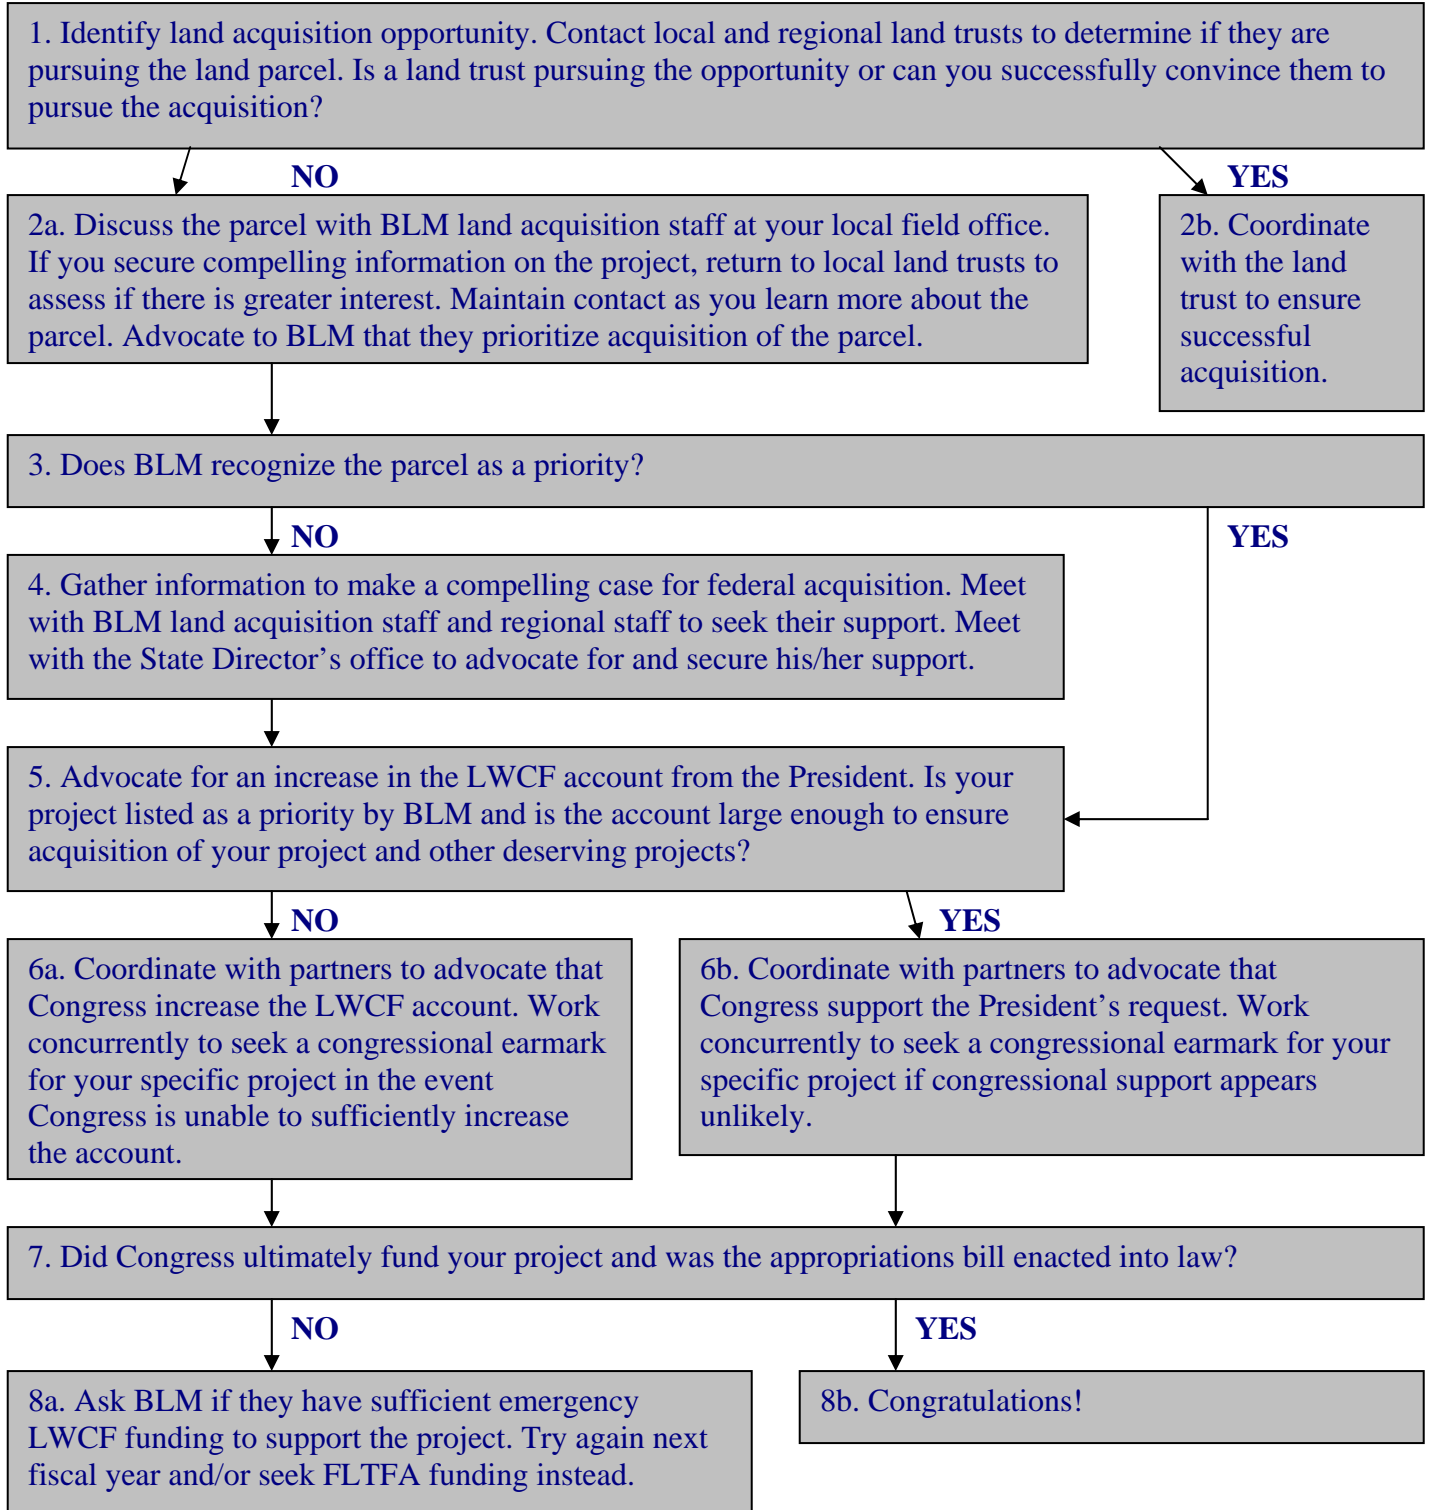 1. Identify land acquisition opportunity. Contact local and regional land trusts to determine if they are
pursuing the land parcel. Is a land trust pursuing the opportunity or can you successfully convince them to
pursue the acquisition?
NO
YES
2a. Discuss the parcel with BLM land acquisition staff at your local field office.
If you secure compelling information on the project, return to local land trusts to
assess if there is greater interest. Maintain contact as you learn more about the
parcel. Advocate to BLM that they prioritize acquisition of the parcel.
2b. Coordinate
with the land
trust to ensure
successful
acquisition.
3. Does BLM recognize the parcel as a priority?
NO
YES
4. Gather information to make a compelling case for federal acquisition. Meet
with BLM land acquisition staff and regional staff to seek their support. Meet
with the State Director’s office to advocate for and secure his/her support.
5. Advocate for an increase in the LWCF account from the President. Is your
project listed as a priority by BLM and is the account large enough to ensure
acquisition of your project and other deserving projects?
NO
YES
6a. Coordinate with partners to advocate that
Congress increase the LWCF account. Work
concurrently to seek a congressional earmark
for your specific project in the event
Congress is unable to sufficiently increase
the account.
6b. Coordinate with partners to advocate that
Congress support the President’s request. Work
concurrently to seek a congressional earmark for your
specific project if congressional support appears
unlikely.
7. Did Congress ultimately fund your project and was the appropriations bill enacted into law?
NO
YES
8a. Ask BLM if they have sufficient emergency
LWCF funding to support the project. Try again next
fiscal year and/or seek FLTFA funding instead.
8b. Congratulations!